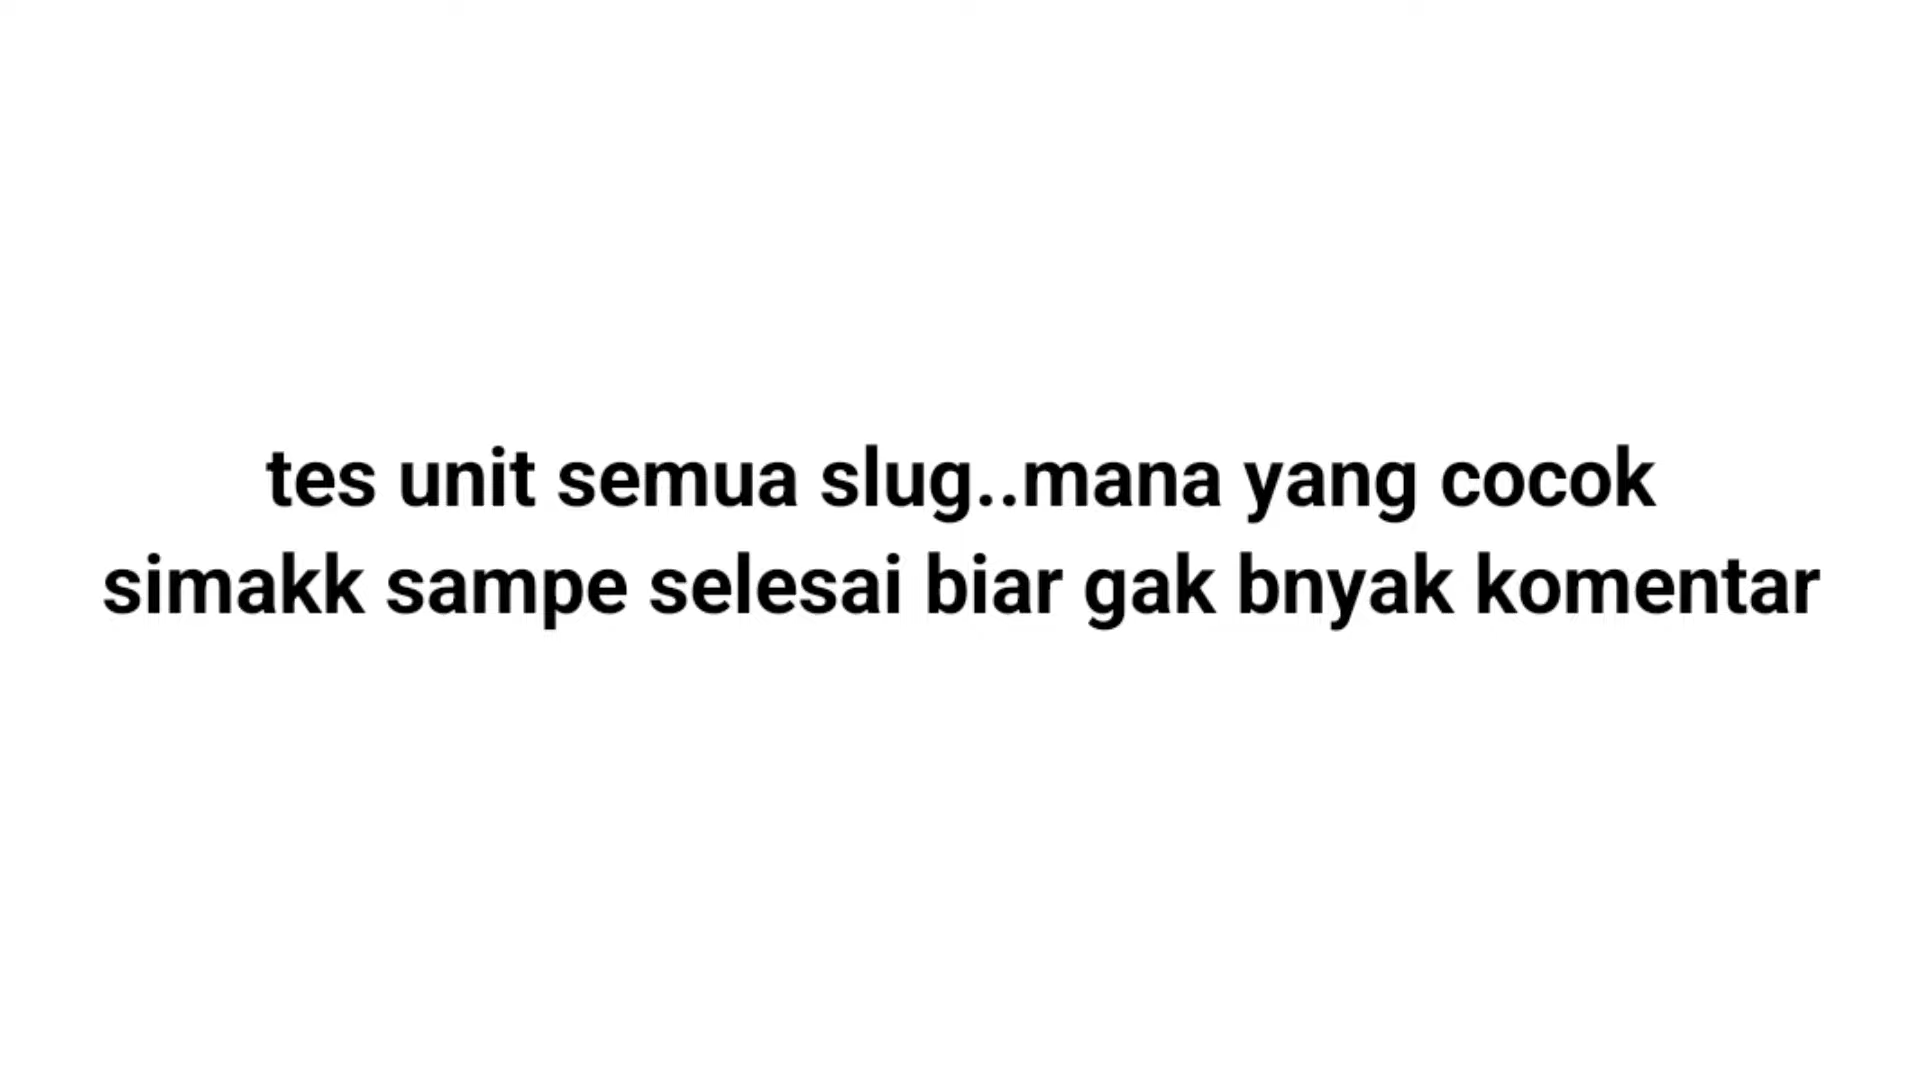 tes unit semua slug..mana yang cocok
simakk sampe selesai biar gak bnyak komentar